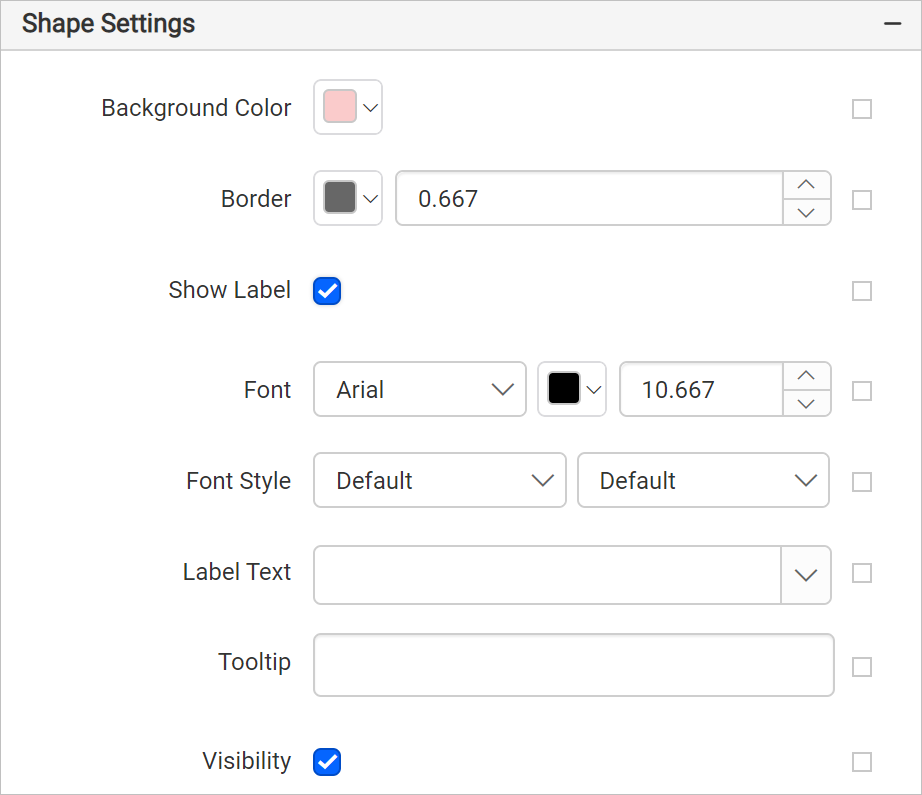 Shape Settings
Background Color
Border 0.667
Show Label
Font Arial 10.667
Font Style Default Default
Label Text
Tooltip
Visibility